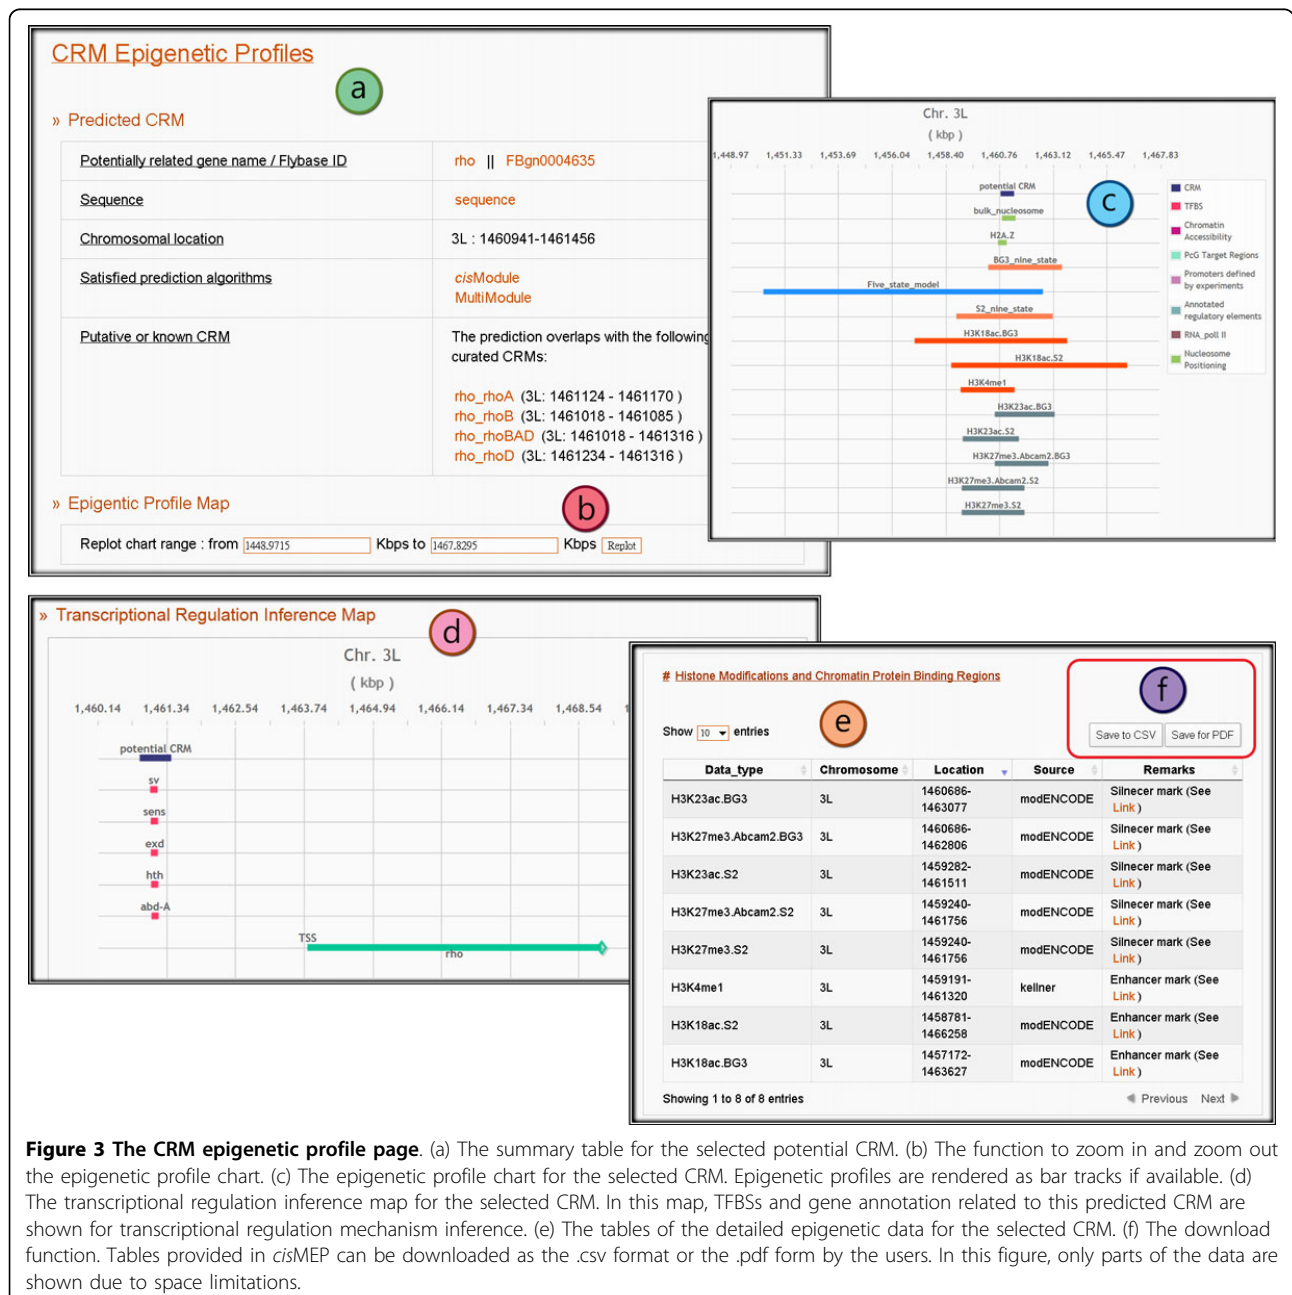 CRM Epigenetic Profiles
a
» Predicted CRM
Potentially related gene name / Flybase ID
rho || FBgn0004635
Sequence
sequence
Chromosomal location
3L : 1460941-1461456
Satisfied prediction algorithms
cisModule
MultiModule
Putative or known CRM
The prediction overlaps with the following
curated CRMs:
rho_rhoA (3L: 1461124 - 1461170 )
rho_rhoB (3L: 1461018 - 1461085 )
rho_rhoBAD (3L: 1461018 - 1461316 )
rho_rhoD (3L: 1461234 - 1461316 )
» Epigentic Profile Map
b
Replot chart range : from 1448.9715 Kbps to 1467.8295 Kbps Replot
Chr. 3L
( kbp )
1,448.97 1,451.33 1,453.69 1,456.04 1,458.40 1,460.76 1,463.12 1,465.47 1,467.83
c
potential CRM
bulk_nucleosome
H2A.Z
BG3_nine_state
Five_state_model
S2_nine_state
H3K18ac.BG3
H3K18ac.S2
H3K4me1
H3K23ac.BG3
H3K23ac.S2
H3K27me3.Abcam2.BG3
H3K27me3.Abcam2.S2
H3K27me3.S2
CRM
TFBS
Chromatin
Accessibility
PcG Target Regions
Promoters defined
by experiments
Annotated
regulatory elements
RNA_poll II
Nucleosome
Positioning
» Transcriptional Regulation Inference Map
d
Chr. 3L
( kbp )
1,460.14 1,461.34 1,462.54 1,463.74 1,464.94 1,466.14 1,467.34 1,468.54 1
potential CRM
sv
sens
exd
hth
abd-A
TSS
rho
# Histone Modifications and Chromatin Protein Binding Regions
f
e
Show 10 entries
Save to CSV Save for PDF
Data_type Chromosome Location Source Remarks
H3K23ac.BG3 3L 1460686-1463077 modENCODE Silnecer mark (See Link )
H3K27me3.Abcam2.BG3 3L 1460686-1462806 modENCODE Silnecer mark (See Link )
H3K23ac.S2 3L 1459282-1461511 modENCODE Silnecer mark (See Link )
H3K27me3.Abcam2.S2 3L 1459240-1461756 modENCODE Silnecer mark (See Link )
H3K27me3.S2 3L 1459240-1461756 modENCODE Silnecer mark (See Link )
H3K4me1 3L 1459191-1461320 kellner Enhancer mark (See Link )
H3K18ac.S2 3L 1458781-1466258 modENCODE Enhancer mark (See Link )
H3K18ac.BG3 3L 1457172-1463627 modENCODE Enhancer mark (See Link )
Showing 1 to 8 of 8 entries
Previous Next
Figure 3 The CRM epigenetic profile page. (a) The summary table for the selected potential CRM. (b) The function to zoom in and zoom out
the epigenetic profile chart. (c) The epigenetic profile chart for the selected CRM. Epigenetic profiles are rendered as bar tracks if available. (d)
The transcriptional regulation inference map for the selected CRM. In this map, TFBSs and gene annotation related to this predicted CRM are
shown for transcriptional regulation mechanism inference. (e) The tables of the detailed epigenetic data for the selected CRM. (f) The download
function. Tables provided in cisMEP can be downloaded as the .csv format or the .pdf form by the users. In this figure, only parts of the data are
shown due to space limitations.